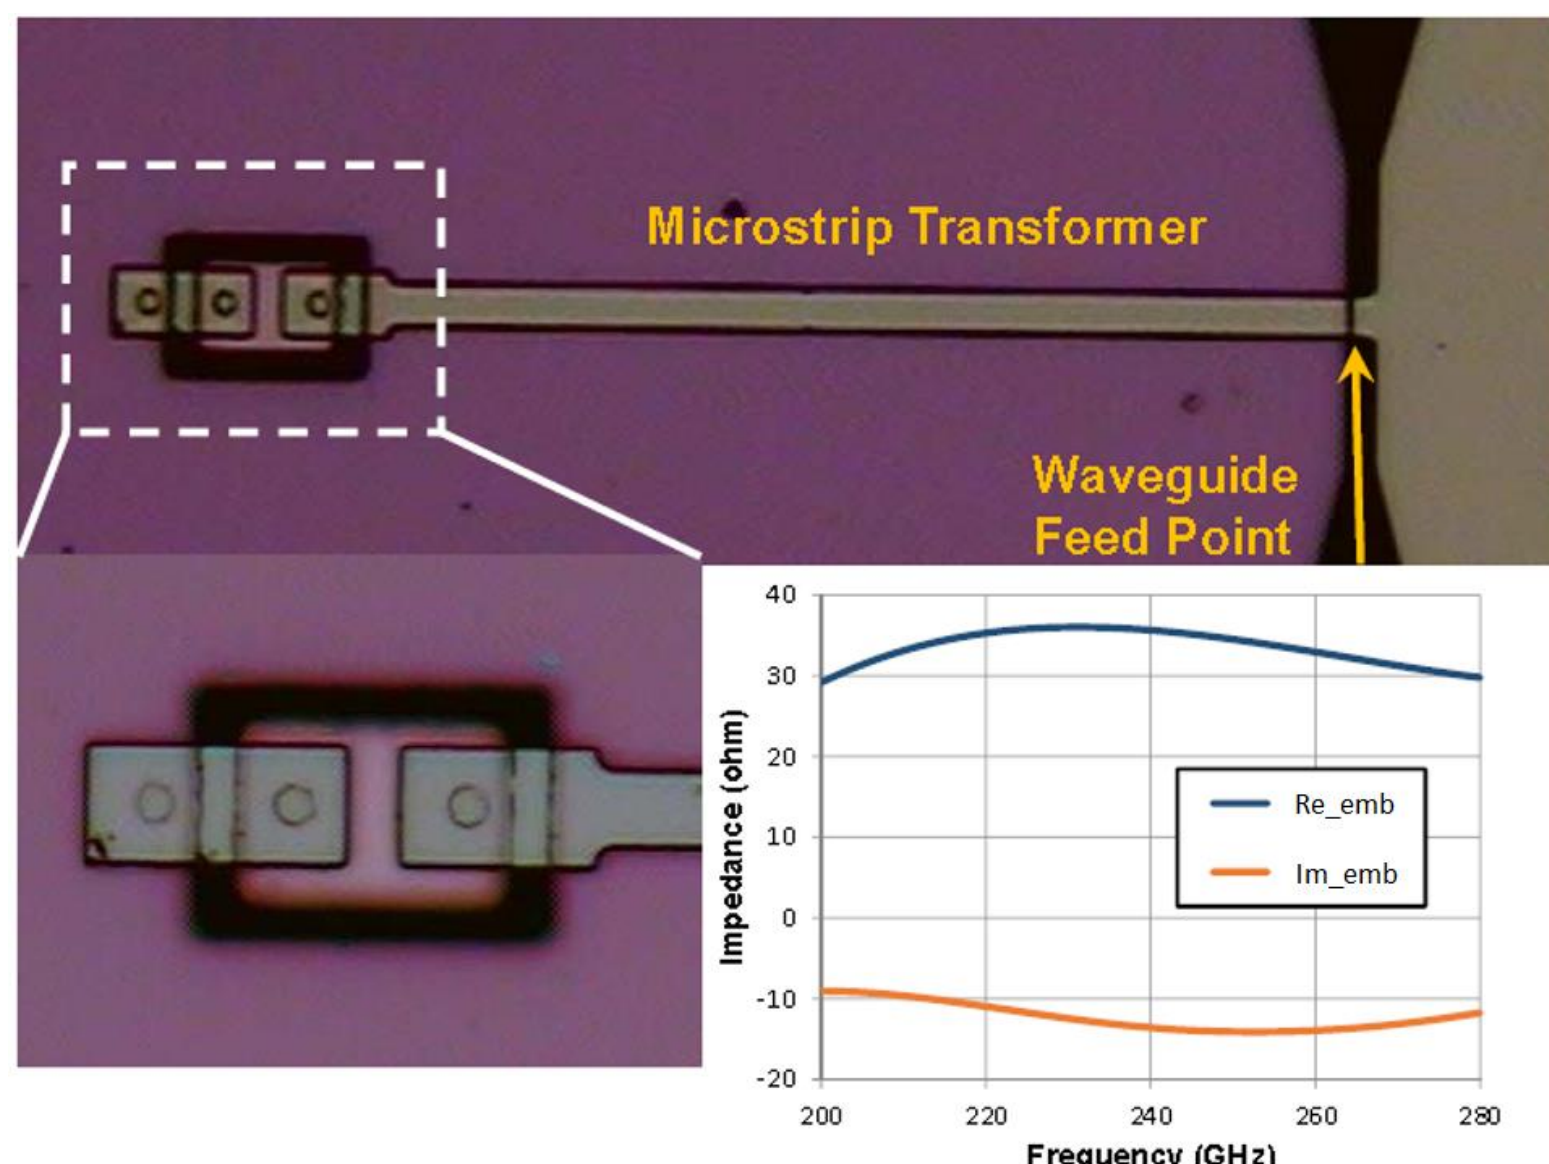 Microstrip Transformer
Waveguide
Feed Point
40
30
20
10
0
-10
-20
Impedance (ohm)
Re_emb
Im_emb
200 220 240 260 280
Frequency (GHz)